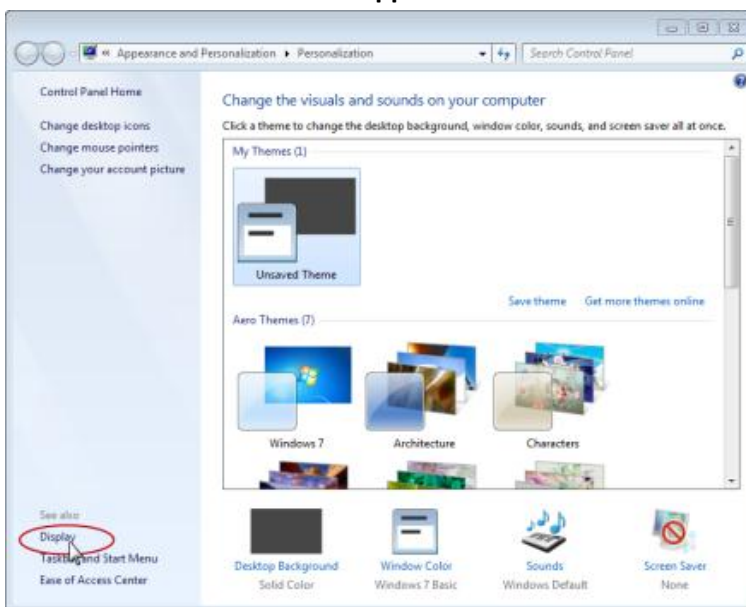 « Appearance and Personalization ▸ Personalization
Search Control Panel
Control Panel Home
Change desktop icons
Change mouse pointers
Change your account picture
Change the visuals and sounds on your computer
Click a theme to change the desktop background, window color, sounds, and screen saver all at once.
My Themes (1)
Unsaved Theme
Save theme Get more themes online
Aero Themes (7)
Windows 7 Architecture Characters
See also
Display
Taskbar and Start Menu
Ease of Access Center
Desktop Background Window Color Sounds Screen Saver
Solid Color Windows 7 Basic Windows Default None